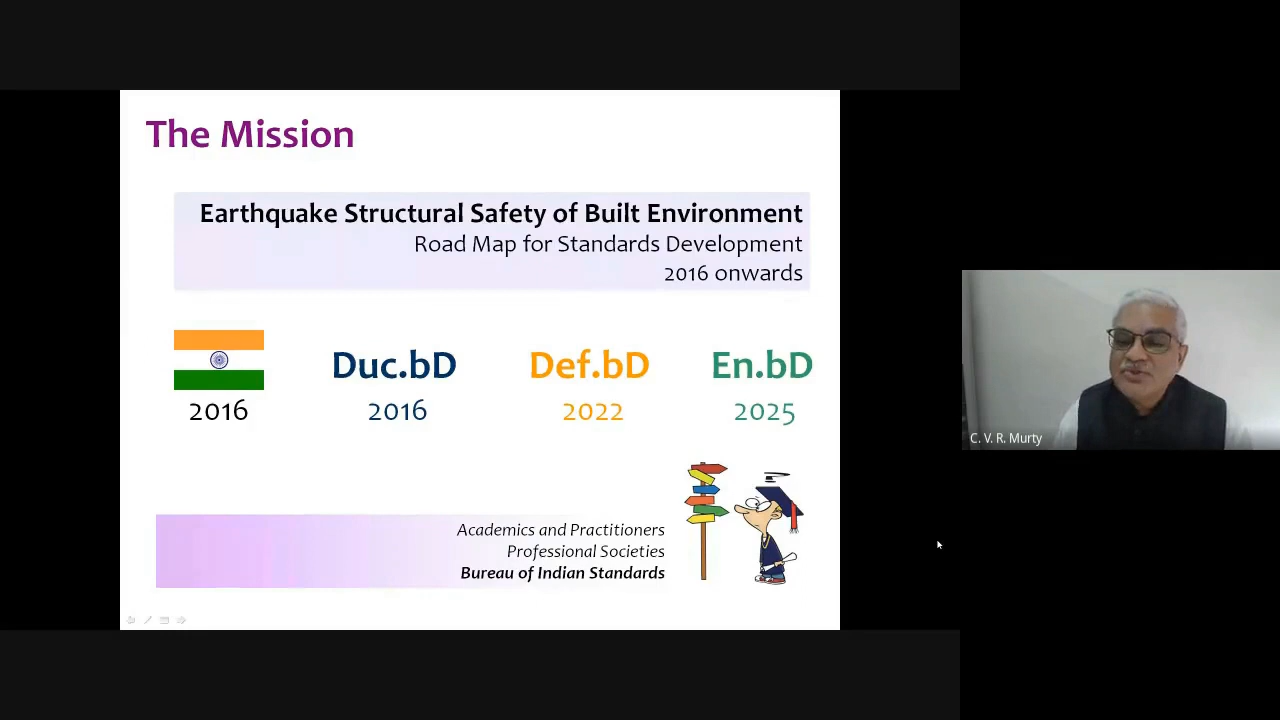 The Mission
Earthquake Structural Safety of Built Environment
Road Map for Standards Development
2016 onwards
Duc.bD
Def.bD
En.bD
2016
2016
2022
2025
Academics and Practitioners
Professional Societies
Bureau of Indian Standards
C. V. R. Murty